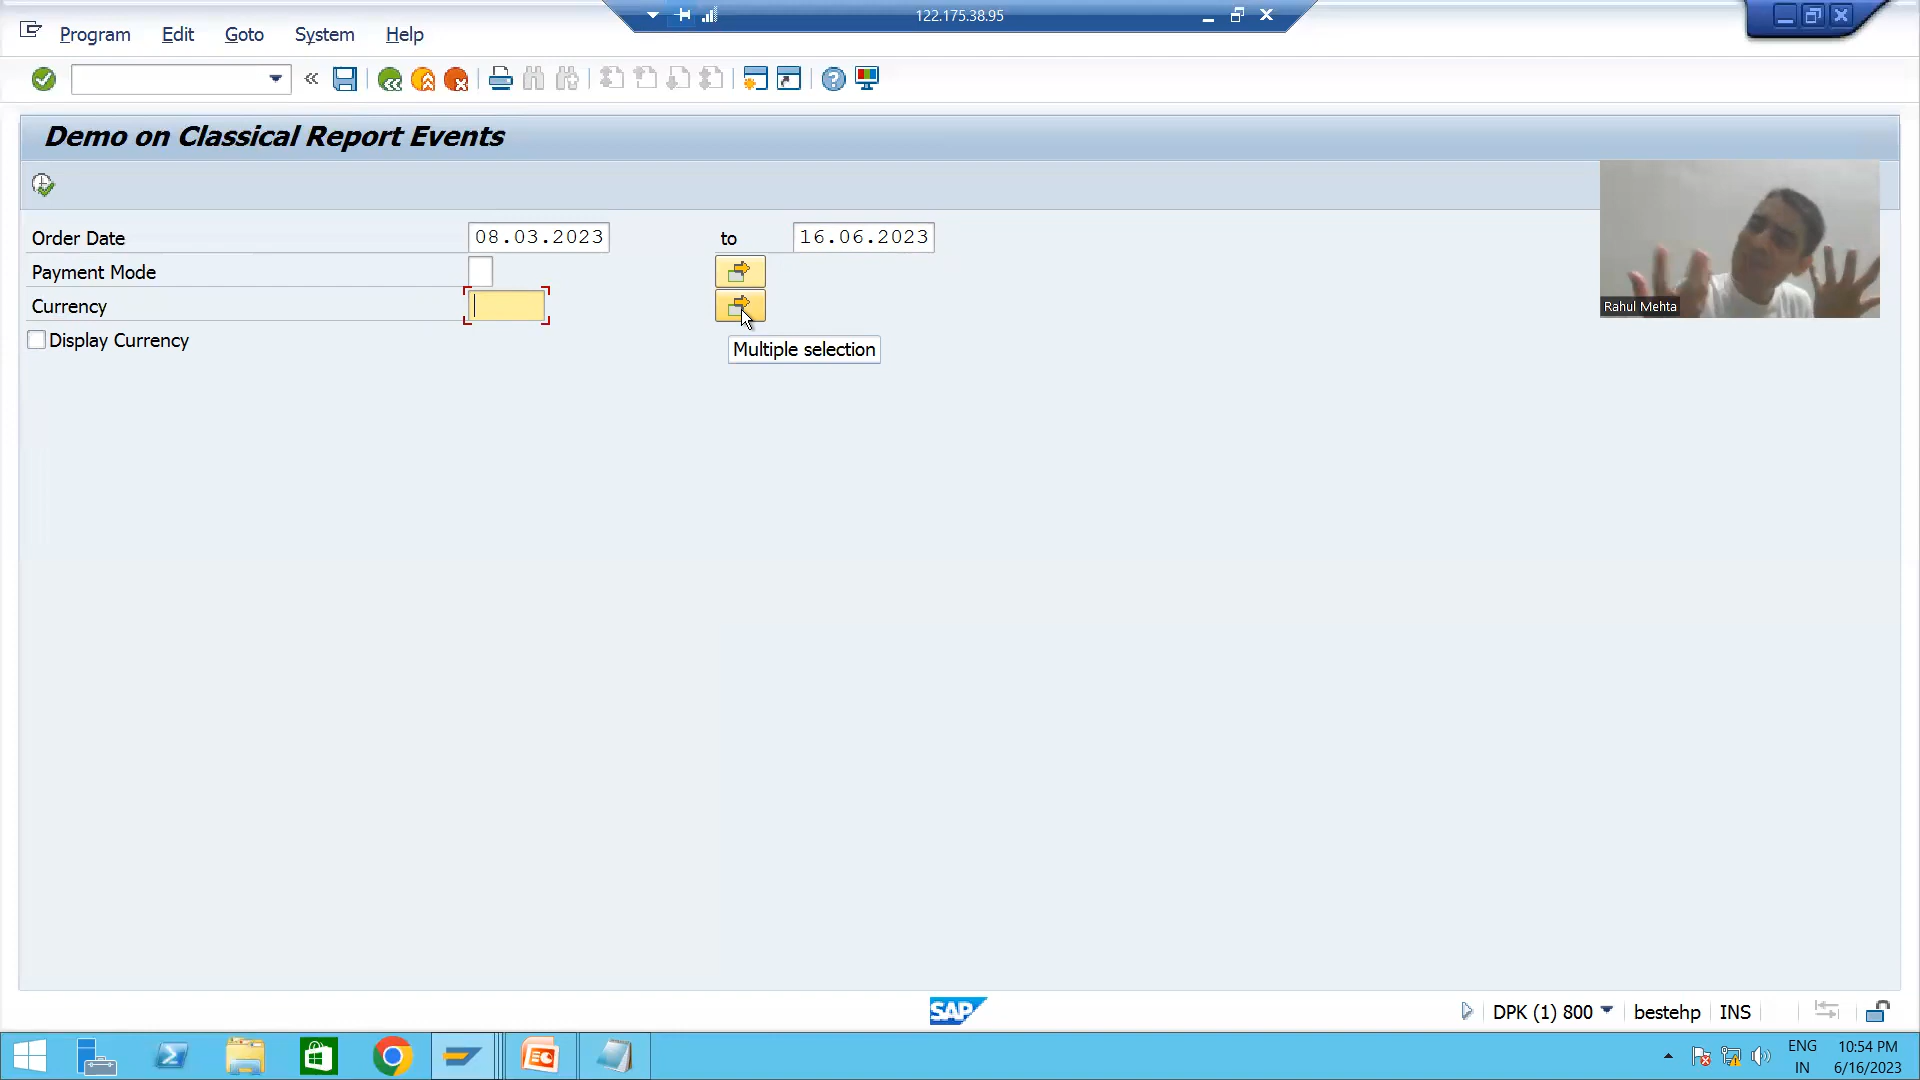 122.175.38.95
Program Edit Goto System Help
Demo on Classical Report Events
Order Date 08.03.2023 to 16.06.2023
Payment Mode
Currency
Display Currency
Multiple selection
Rahul Mehta
SAP
DPK (1) 800 bestehp INS
ENG 10:54 PM
IN 6/16/2023